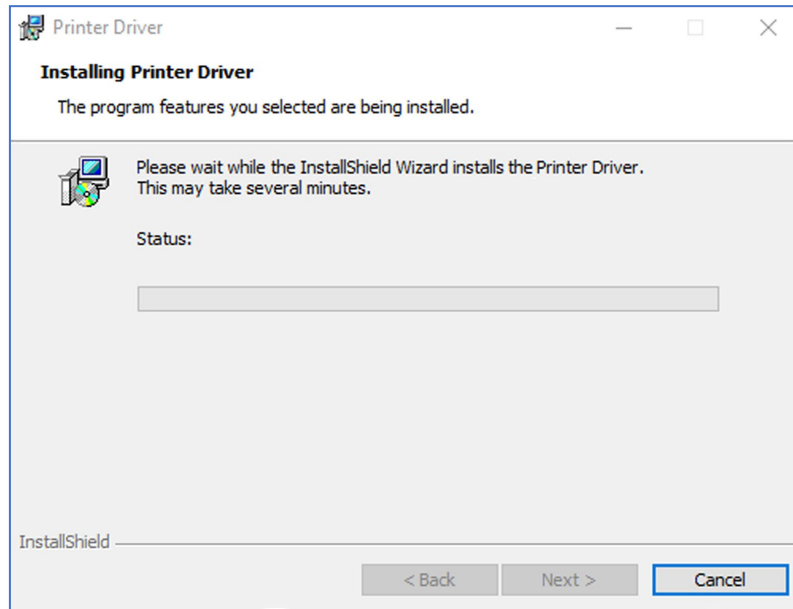 Printer Driver
Installing Printer Driver
The program features you selected are being installed.
Please wait while the InstallShield Wizard installs the Printer Driver.
This may take several minutes.
Status:
InstallShield
< Back
Next >
Cancel